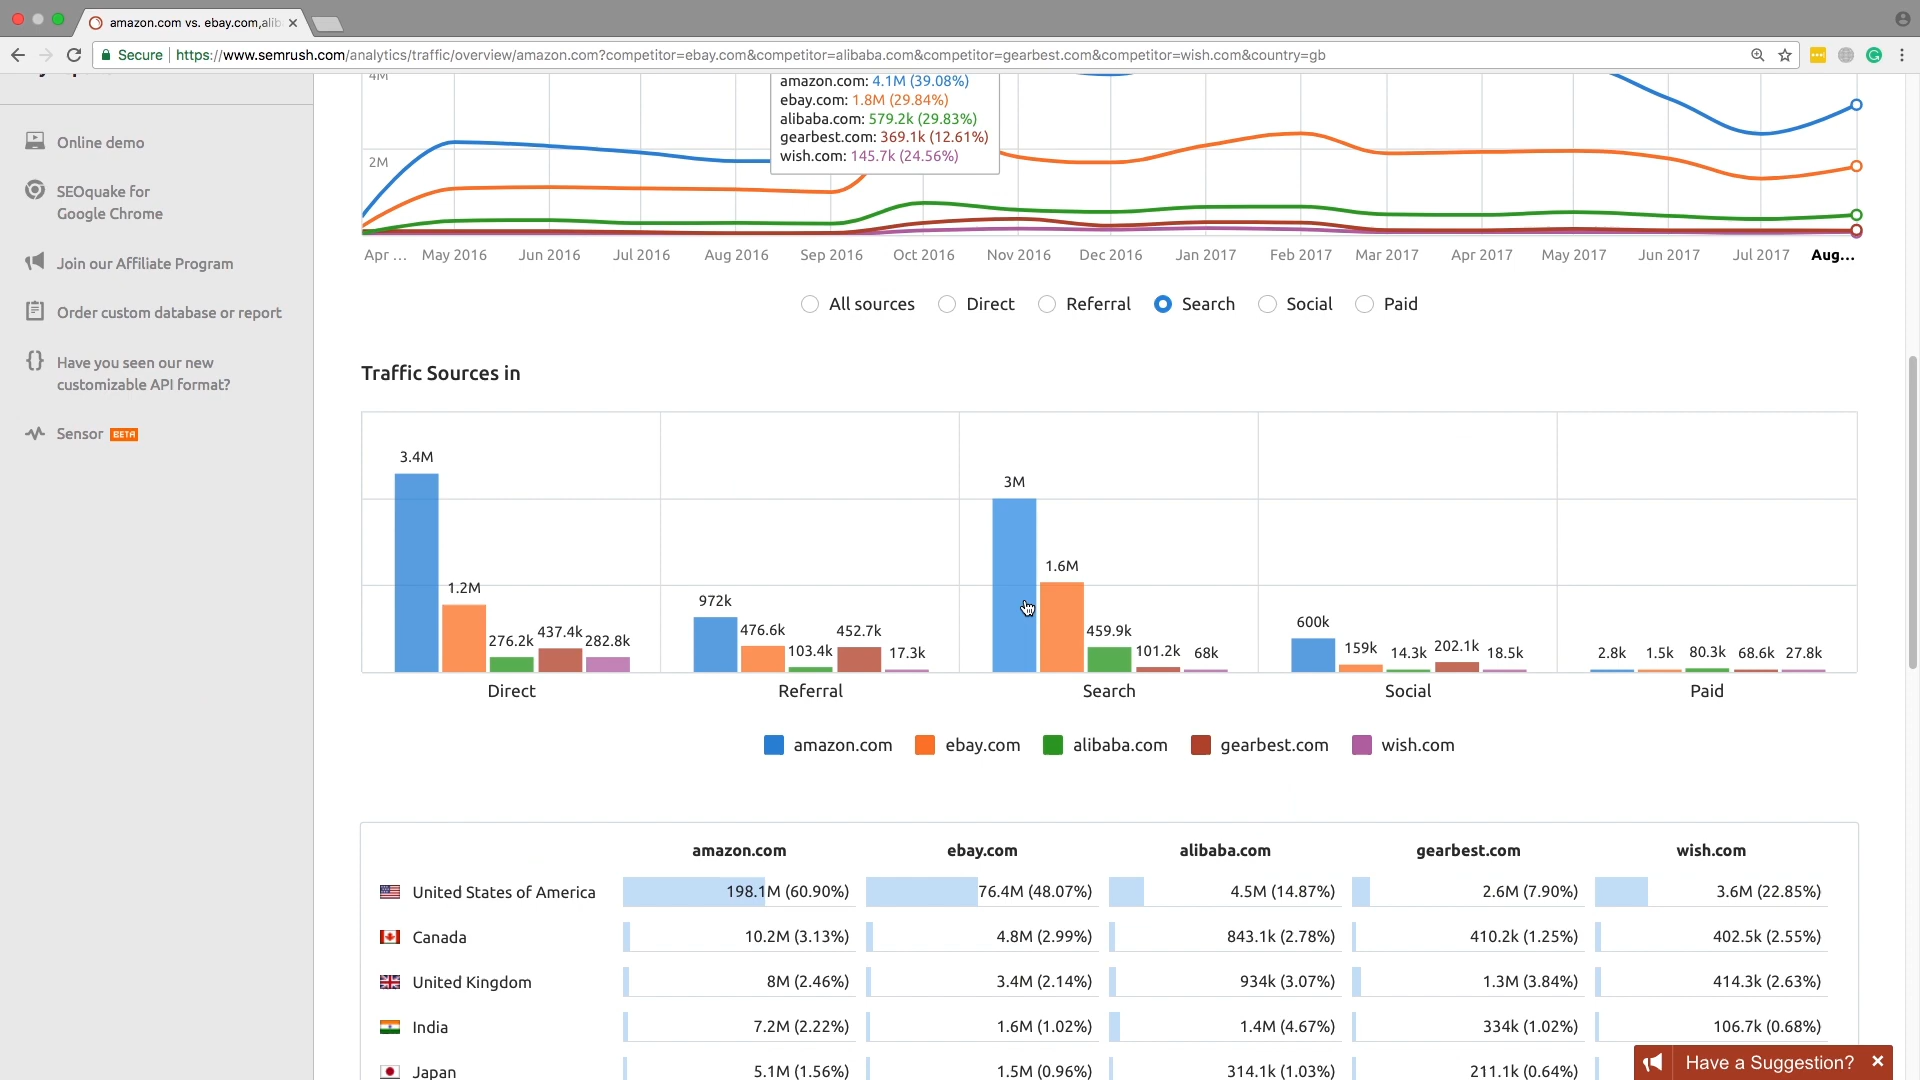 amazon.com vs. ebay.com,alib
Secure https://www.semrush.com/analytics/traffic/overview/amazon.com?competitor=ebay.com&competitor=alibaba.com&competitor=gearbest.com&competitor=wish.com&country=gb
Online demo
SEOquake for
Google Chrome
Join our Affiliate Program
Order custom database or report
Have you seen our new
customizable API format?
Sensor BETA
4M
2M
amazon.com: 4.1M (39.08%)
ebay.com: 1.8M (29.84%)
alibaba.com: 579.2k (29.83%)
gearbest.com: 369.1k (12.61%)
wish.com: 145.7k (24.56%)
Apr ... May 2016 Jun 2016 Jul 2016 Aug 2016 Sep 2016 Oct 2016 Nov 2016 Dec 2016 Jan 2017 Feb 2017 Mar 2017 Apr 2017 May 2017 Jun 2017 Jul 2017 Aug...
All sources Direct Referral Search Social Paid
Traffic Sources in
3.4M 1.2M 276.2k 437.4k 282.8k
972k 476.6k 103.4k 452.7k 17.3k
3M 1.6M 459.9k 101.2k 68k
600k 159k 14.3k 202.1k 18.5k
2.8k 1.5k 80.3k 68.6k 27.8k
Direct Referral Search Social Paid
amazon.com ebay.com alibaba.com gearbest.com wish.com
amazon.com ebay.com alibaba.com gearbest.com wish.com
United States of America 198.1M (60.90%) 76.4M (48.07%) 4.5M (14.87%) 2.6M (7.90%) 3.6M (22.85%)
Canada 10.2M (3.13%) 4.8M (2.99%) 843.1k (2.78%) 410.2k (1.25%) 402.5k (2.55%)
United Kingdom 8M (2.46%) 3.4M (2.14%) 934k (3.07%) 1.3M (3.84%) 414.3k (2.63%)
India 7.2M (2.22%) 1.6M (1.02%) 1.4M (4.67%) 334k (1.02%) 106.7k (0.68%)
Japan 5.1M (1.56%) 1.5M (0.96%) 314.1k (1.03%) 211.1k (0.64%)
Have a Suggestion?